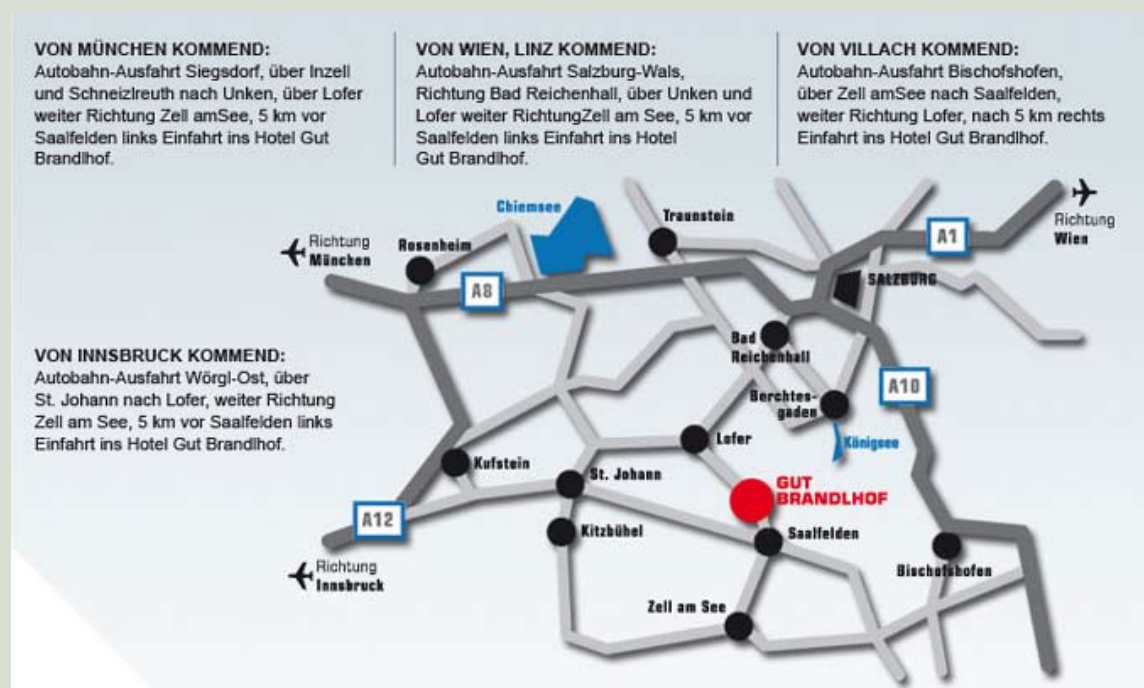 VON MÜNCHEN KOMMEND:
Autobahn-Ausfahrt Siegsdorf, über Inzell
und Schneizlreuth nach Unken, über Lofer
weiter Richtung Zell amSee, 5 km vor
Saalfelden links Einfahrt ins Hotel Gut
Brandlhof.
VON WIEN, LINZ KOMMEND:
Autobahn-Ausfahrt Salzburg-Wals,
Richtung Bad Reichenhall, über Unken und
Lofer weiter RichtungZell am See, 5 km vor
Saalfelden links Einfahrt ins Hotel
Gut Brandlhof.
VON VILLACH KOMMEND:
Autobahn-Ausfahrt Bischofshofen,
über Zell amSee nach Saalfelden,
weiter Richtung Lofer, nach 5 km rechts
Einfahrt ins Hotel Gut Brandlhof.
VON INNSBRUCK KOMMEND:
Autobahn-Ausfahrt Wörgl-Ost, über
St. Johann nach Lofer, weiter Richtung
Zell am See, 5 km vor Saalfelden links
Einfahrt ins Hotel Gut Brandlhof.
Chiemsee
Traunstein
Richtung
Wien
A1
Richtung
München
Rosenheim
A8
SALZBURG
Bad
Reichenhall
A10
Berchtes-
gaden
Königsee
Lofer
Kufstein
St. Johann
GUT
BRANDLHOF
A12
Kitzbühel
Saalfelden
Richtung
Innsbruck
Bischofshofen
Zell am See